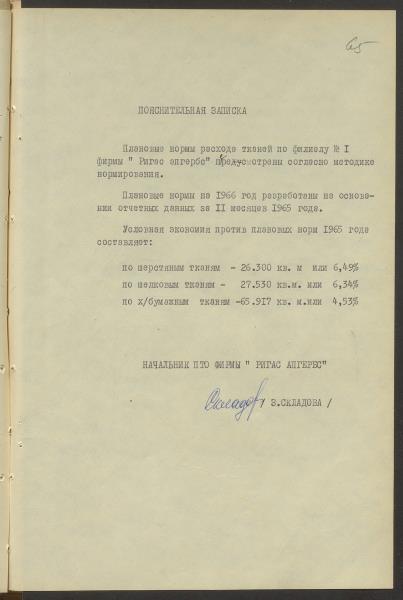 65
ПОЯСНИТЕЛЬНАЯ ЗАПИСКА
Плановые нормы расхода тканей по филиалу № I
фирмы " Ригас апгербс" предусмотрены согласно методике
нормирования.
Плановые нормы на 1966 год разработаны на основа-
нии отчетных данных за II месяцев 1965 года.
Условная экономия против плановых норм 1965 года
составляет:
по шерстяным тканям - 26.300 кв. м или 6,49%
по шелковым тканям - 27.530 кв.м. или 6,34%
по х/бумажным тканям -65.917 кв. м.или 4,53%
НАЧАЛЬНИК ПТО ФИРМЫ " РИГАС АПГЕРБС"
Складов / З.СКЛАДОВА /